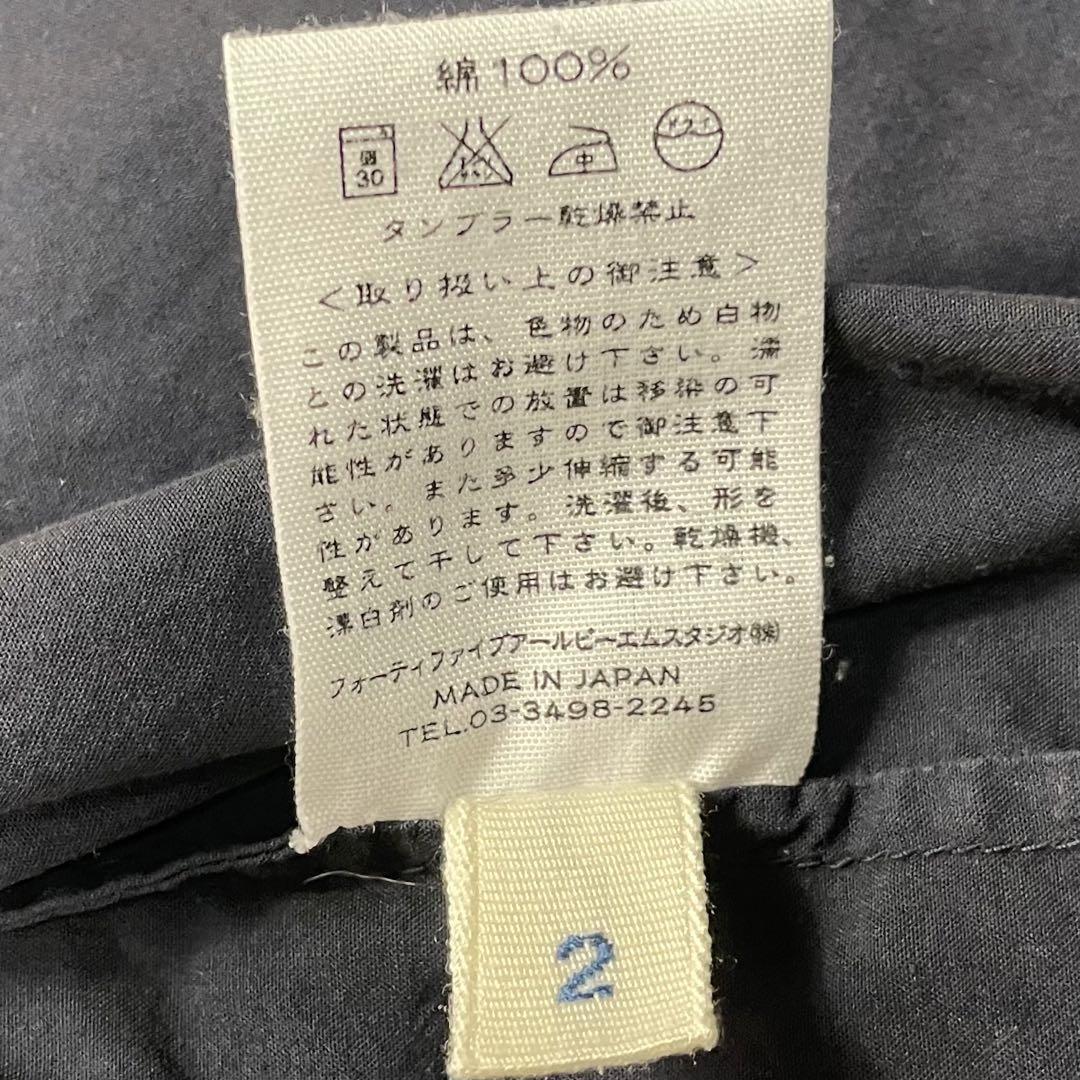 綿100%
弱
30
エンソ
サラシ
中
ドライ
タンブラー乾燥禁止
＜取り扱い上の御注意＞
この製品は、色物のため白物
との洗濯はお避け下さい。濡
れた状態での放置は移染の可
能性がありますので御注意下
さい。また多少伸縮する可能
性があります。洗濯後、形を
整えて干して下さい。乾燥機、
漂白剤のご使用はお避け下さい。
フォーティファイブアールピーエムスタジオ㈱
MADE IN JAPAN
TEL.03-3498-2245
2